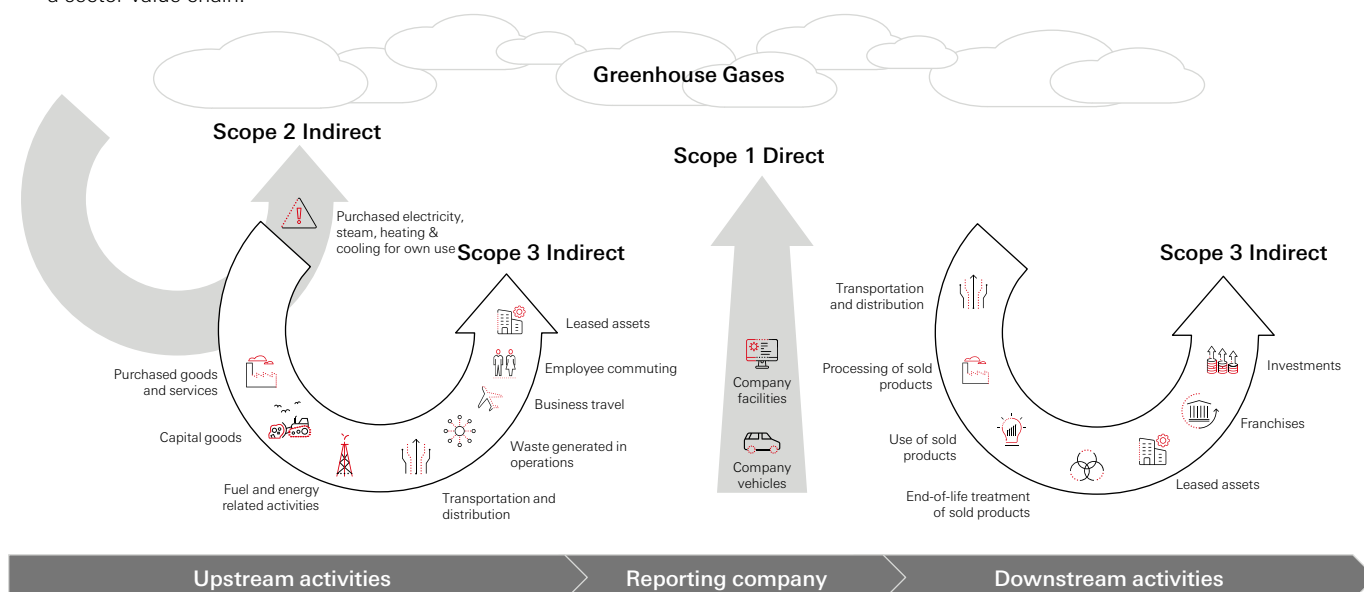 a sector value chain.
Greenhouse Gases
Scope 2 Indirect
Purchased electricity,
steam, heating &
cooling for own use
Scope 3 Indirect
Leased assets
Employee commuting
Business travel
Waste generated in
operations
Transportation and
distribution
Fuel and energy
related activities
Capital goods
Purchased goods
and services
Scope 1 Direct
Company
facilities
Company
vehicles
Scope 3 Indirect
Transportation
and distribution
Processing of sold
products
Use of sold
products
End-of-life treatment
of sold products
Leased assets
Franchises
Investments
Upstream activities
Reporting company
Downstream activities